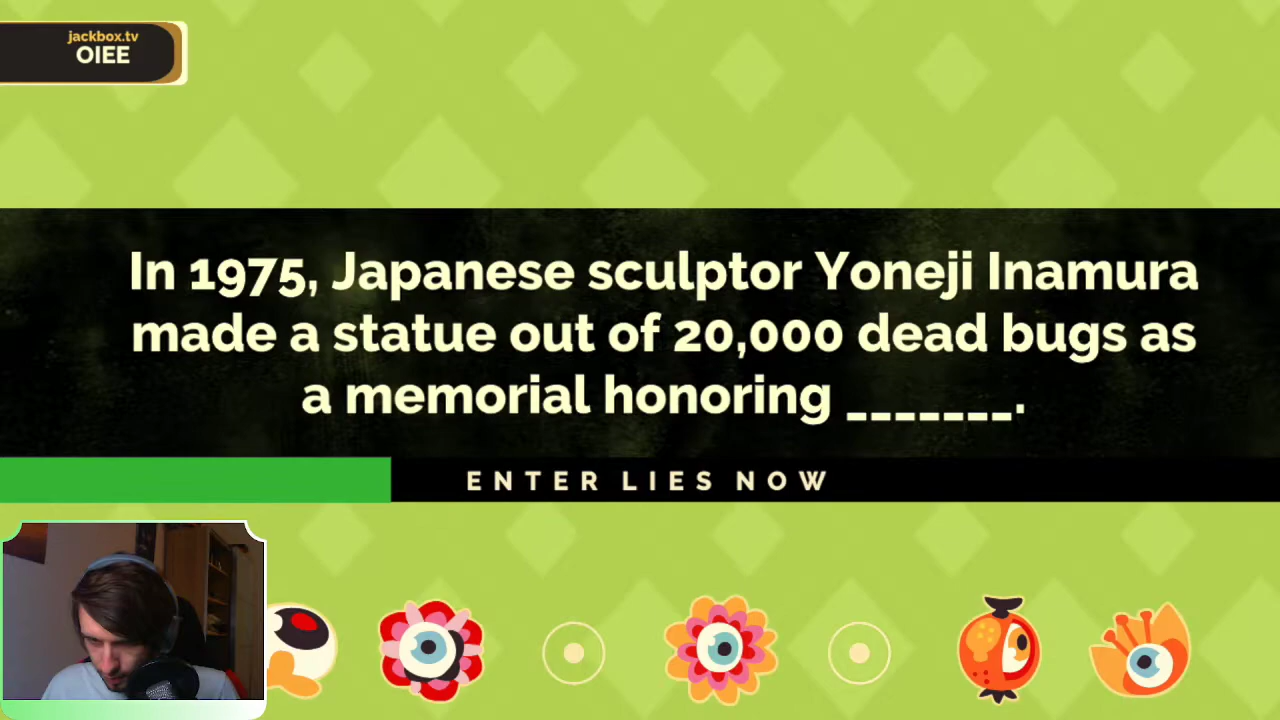 jackbox.tv
OIEE
In 1975, Japanese sculptor Yoneji Inamura
made a statue out of 20,000 dead bugs as
a memorial honoring _______.
ENTER LIES NOW